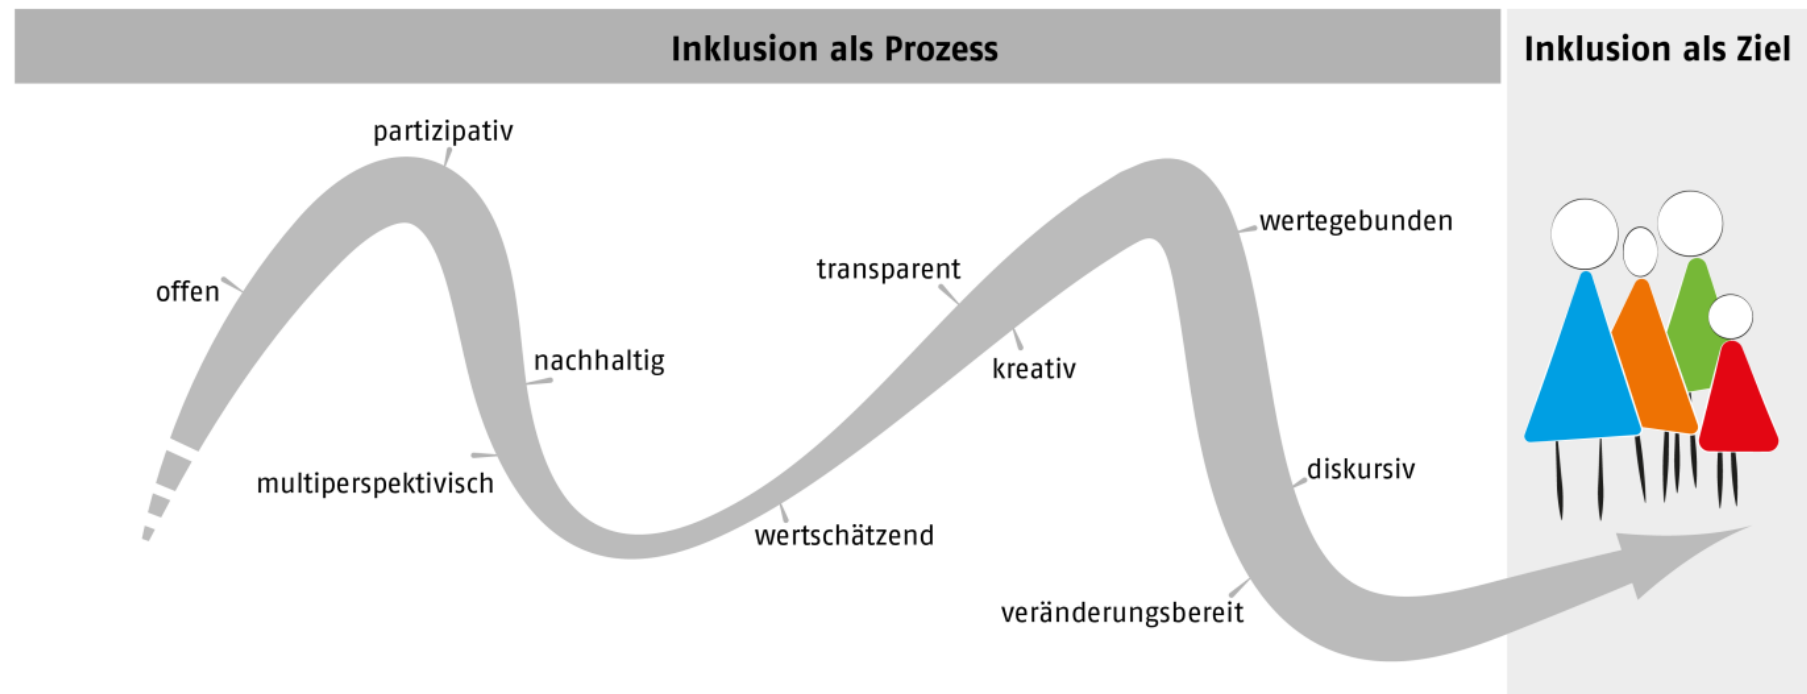 Inklusion als Prozess
Inklusion als Ziel
partizipativ
offen
nachhaltig
multiperspektivisch
wertschätzend
transparent
kreativ
wertegebunden
diskursiv
veränderungsbereit